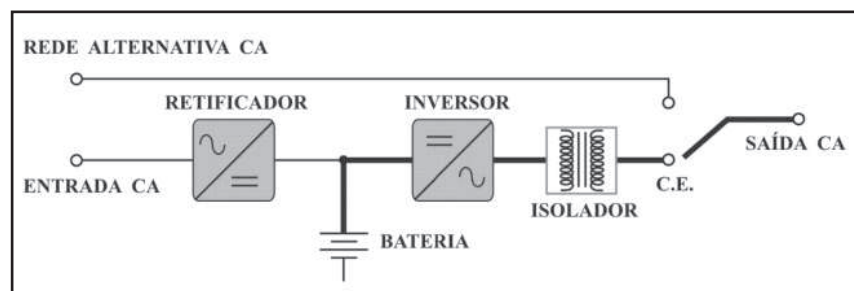 REDE ALTERNATIVA CA
RETIFICADOR
INVERSOR
SAÍDA CA
ENTRADA CA
C.E.
ISOLADOR
BATERIA